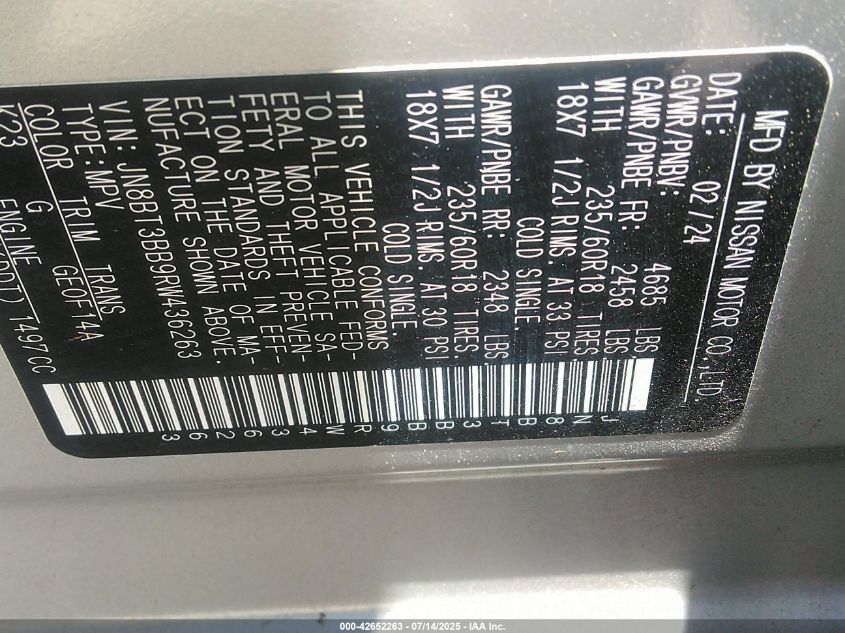 MFD BY NISSAN MOTOR CO.,LTD.
DATE: 02/24
GVWR/PNBV: 4685 LBS
GAWR/PNBE FR: 2458 LBS
WITH 235/60R18 TIRES
18X7 1/2J RIMS. AT 33 PSI
COLD SINGLE
GAWR/PNBE RR: 2348 LBS
WITH 235/60R18 TIRES.
18X7 1/2J RIMS. AT 30 PSI
COLD SINGLE.
THIS VEHICLE CONFORMS
TO ALL APPLICABLE FED-
ERAL MOTOR VEHICLE SA-
FETY AND THEFT PREVEN-
TION STANDARDS IN EFF-
ECT ON THE DATE OF MA-
NUFACTURE SHOWN ABOVE.
VIN: JN8BT3BB9RW436263
TYPE: MPV
COLOR TRIM TRANS
K23 G GE0F14A
ENGINE 1497CC
JN8BT3BB9RW436263
000-42652263 - 07/14/2025 - IAA Inc.